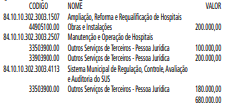 CODIGO NOME VALOR
84.10.10.302.3003.1507 Ampliação, Reforma e Requalificação de Hospitais
44905100.00 Obras e Instalações 200.000,00
84.10.10.302.3003.2507 Manutenção e Operação de Hospitais
33503900.00 Outros Serviços de Terceiros - Pessoa Jurídica 100.000,00
33903900.00 Outros Serviços de Terceiros - Pessoa Jurídica 200.000,00
84.10.10.302.3003.4113 Sistema Municipal de Regulação, Controle, Avaliação
e Auditoria do SUS
33503900.00 Outros Serviços de Terceiros - Pessoa Jurídica 180.000,00
680.000,00